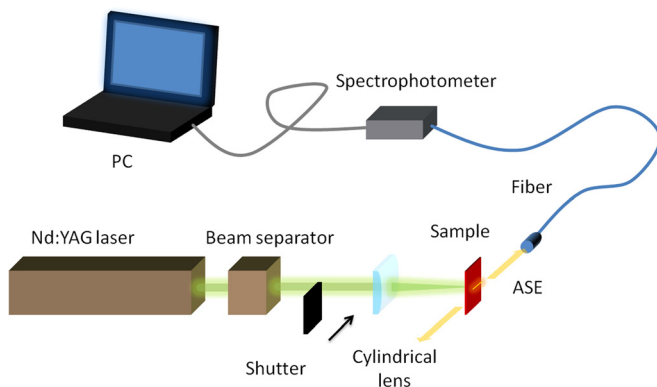 Spectrophotometer
PC
Fiber
Nd:YAG laser
Beam separator
Sample
ASE
Shutter
Cylindrical
lens